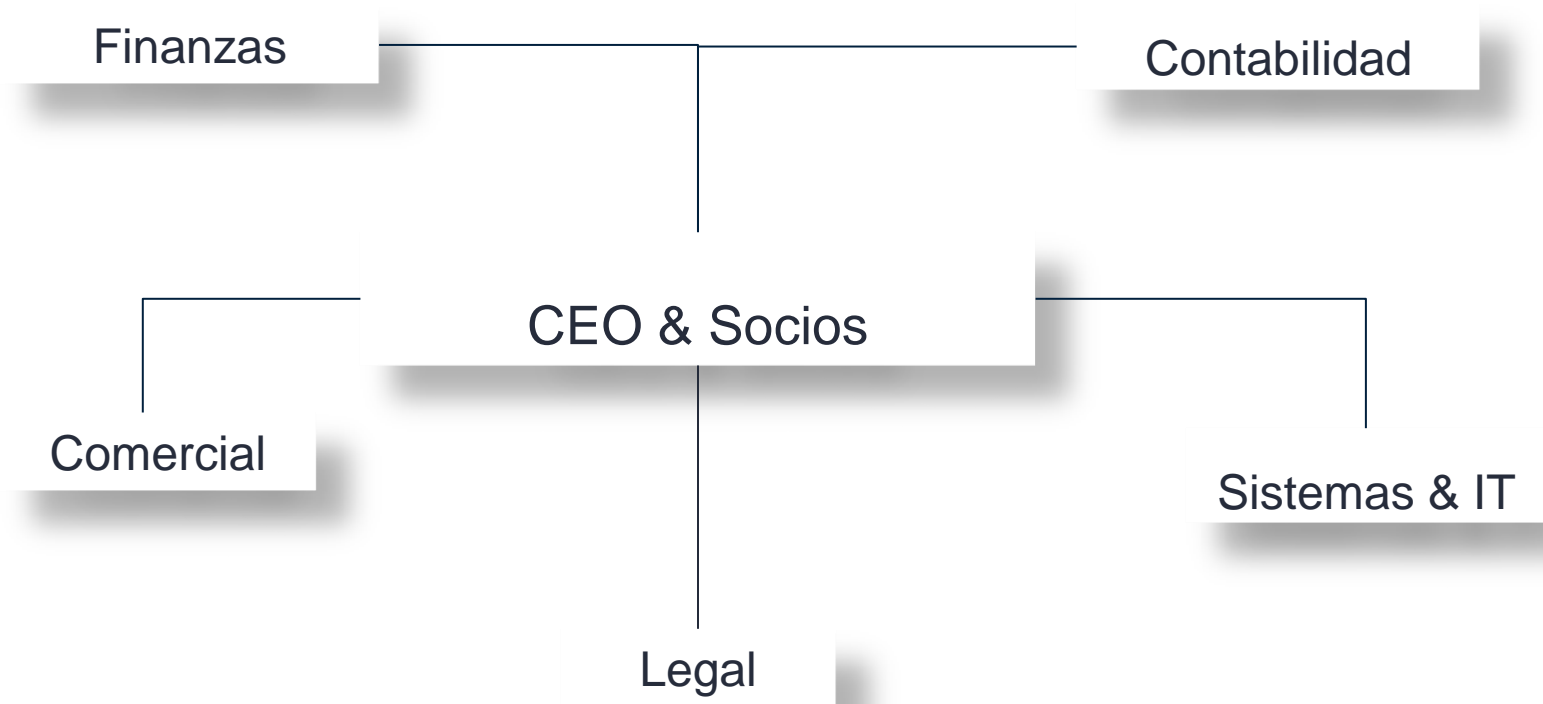 Finanzas
Contabilidad
CEO & Socios
Comercial
Sistemas & IT
Legal